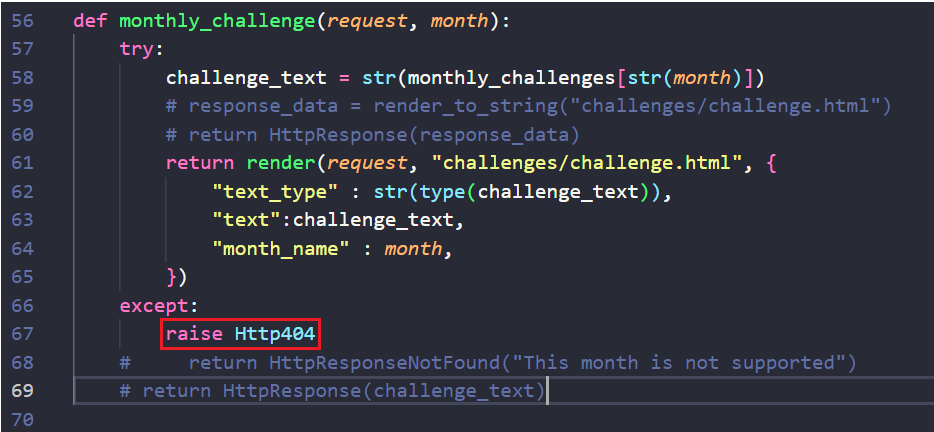 56 def monthly_challenge(request, month):
57     try:
58         challenge_text = str(monthly_challenges[str(month)])
59         # response_data = render_to_string("challenges/challenge.html")
60         # return HttpResponse(response_data)
61         return render(request, "challenges/challenge.html", {
62             "text_type" : str(type(challenge_text)),
63             "text":challenge_text,
64             "month_name" : month,
65         })
66     except:
67         raise Http404
68     #     return HttpResponseNotFound("This month is not supported")
69     # return HttpResponse(challenge_text)
70